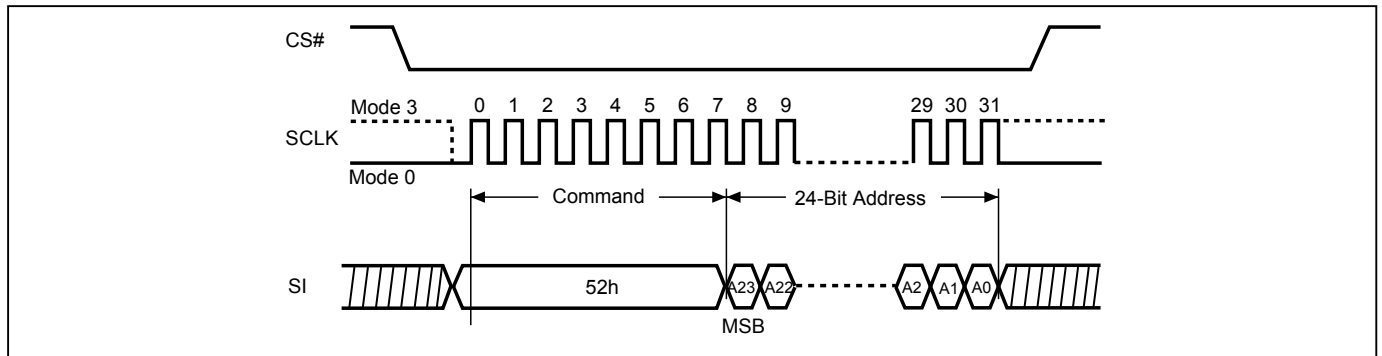 CS#
Mode 3
0 1 2 3 4 5 6 7 8 9 29 30 31
SCLK
Mode 0
Command 24-Bit Address
SI 52h A23 A22 A2 A1 A0
MSB